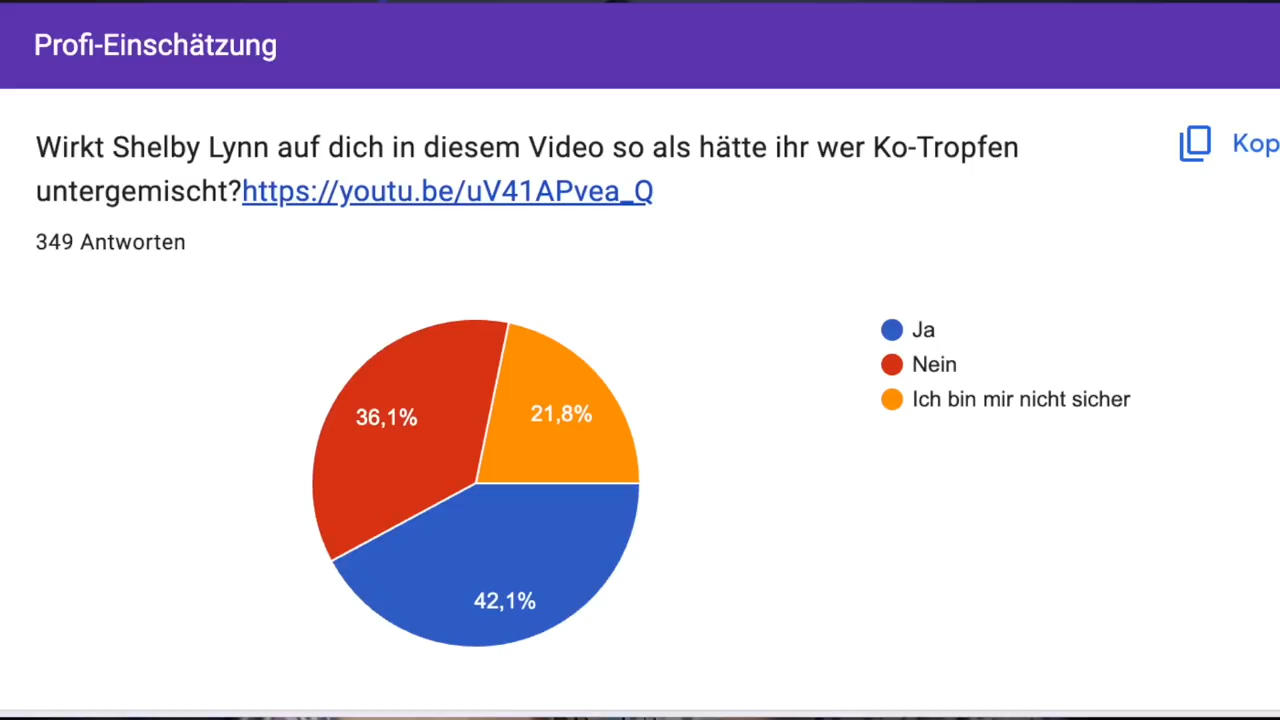 Profi-Einschätzung
Wirkt Shelby Lynn auf dich in diesem Video so als hätte ihr wer Ko-Tropfen
untergemischt?https://youtu.be/uV41APvea_Q
Kop
349 Antworten
Ja
Nein
Ich bin mir nicht sicher
36,1%
21,8%
42,1%